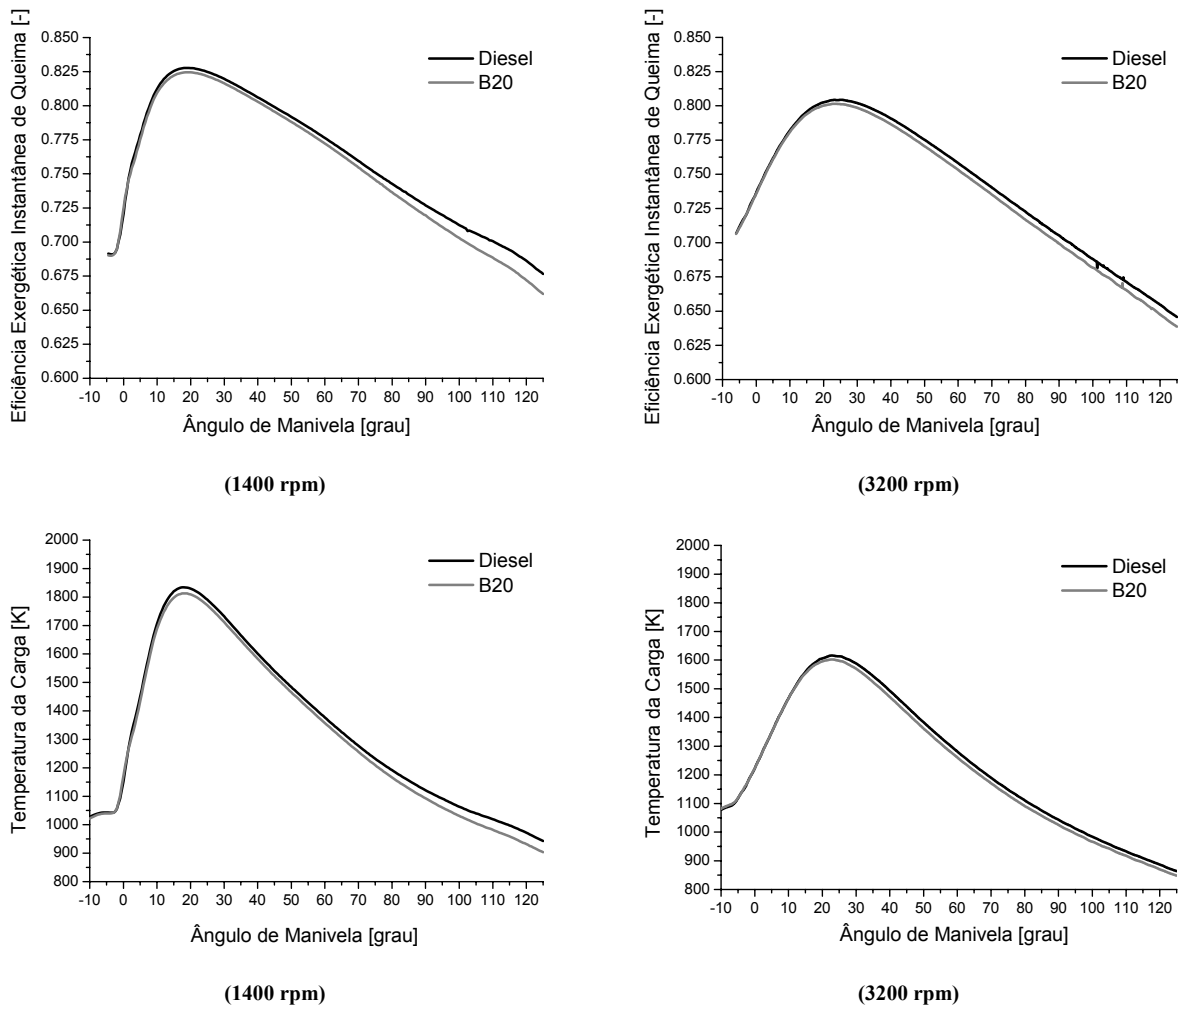 Eficiência Exergética Instantânea de Queima [-]
0.850
0.825
0.800
0.775
0.750
0.725
0.700
0.675
0.650
0.625
0.600
Diesel
B20
-10 0 10 20 30 40 50 60 70 80 90 100 110 120
Ângulo de Manivela [grau]
(1400 rpm)
Eficiência Exergética Instantânea de Queima [-]
0.850
0.825
0.800
0.775
0.750
0.725
0.700
0.675
0.650
0.625
0.600
Diesel
B20
-10 0 10 20 30 40 50 60 70 80 90 100 110 120
Ângulo de Manivela [grau]
(3200 rpm)
Temperatura da Carga [K]
2000
1900
1800
1700
1600
1500
1400
1300
1200
1100
1000
900
800
Diesel
B20
-10 0 10 20 30 40 50 60 70 80 90 100 110 120
Ângulo de Manivela [grau]
(1400 rpm)
Temperatura da Carga [K]
2000
1900
1800
1700
1600
1500
1400
1300
1200
1100
1000
900
800
Diesel
B20
-10 0 10 20 30 40 50 60 70 80 90 100 110 120
Ângulo de Manivela [grau]
(3200 rpm)